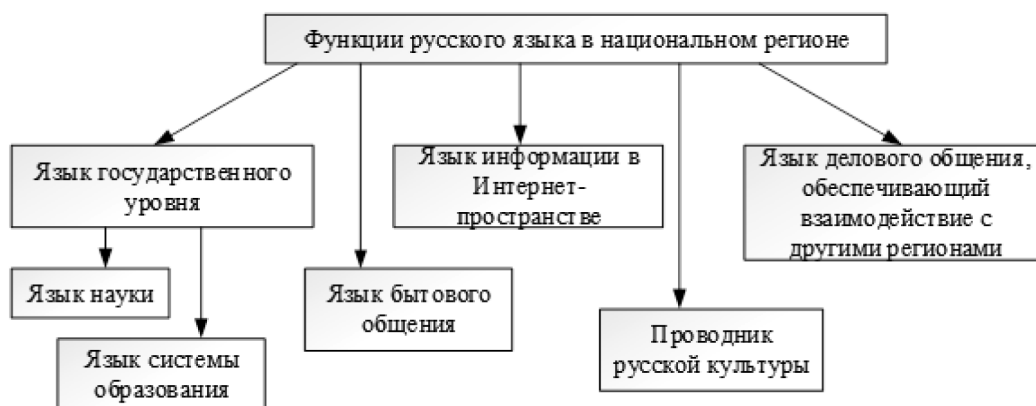 Функции русского языка в национальном регионе
Язык государственного
уровня
Язык информации в
Интернет-
пространстве
Язык делового общения,
обеспечивающий
взаимодействие с
другими регионами
Язык науки
Язык бытового
общения
Проводник
русской культуры
Язык системы
образования